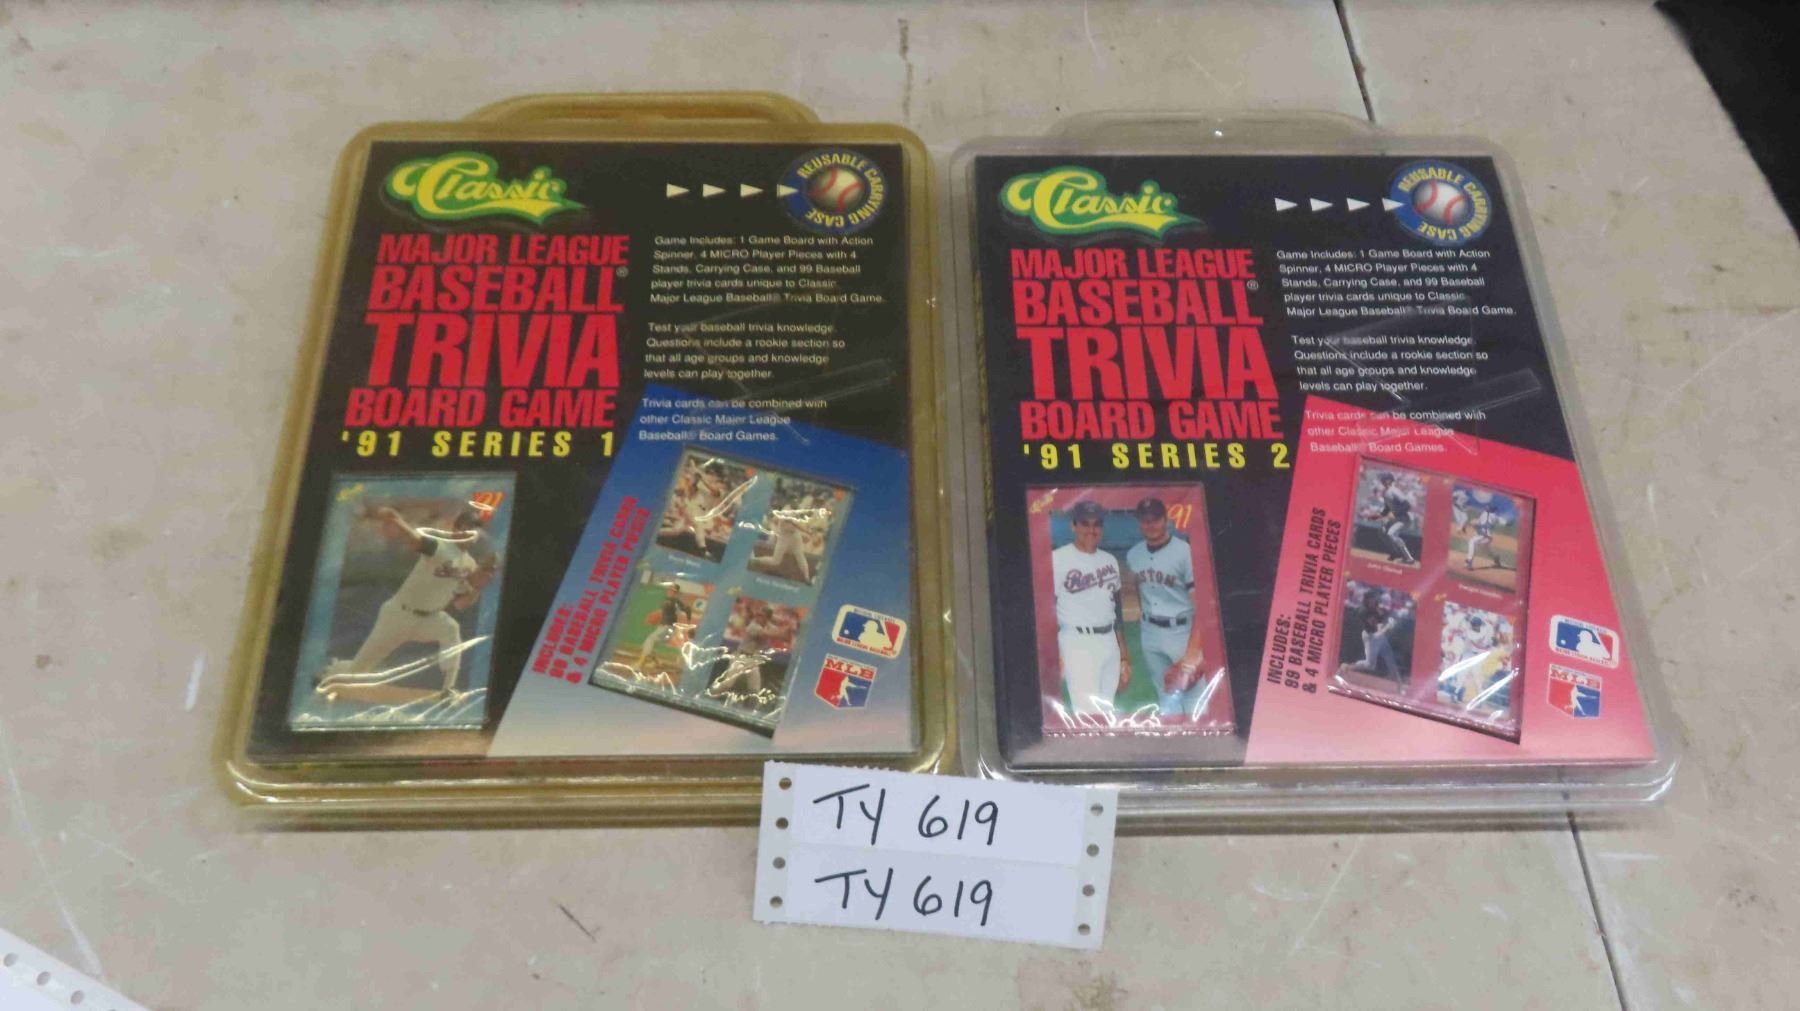 Classic
REUSABLE CARRYING CASE
MAJOR LEAGUE
BASEBALL®
TRIVIA
BOARD GAME
'91 SERIES 1
Game Includes: 1 Game Board with Action
Spinner, 4 MICRO Player Pieces with 4
Stands, Carrying Case, and 99 Baseball
player trivia cards unique to Classic
Major League Baseball® Trivia Board Game.
Test your baseball trivia knowledge.
Questions include a rookie section so
that all age groups and knowledge
levels can play together.
Trivia cards can be combined with
other Classic Major League
Baseball® Board Games.
'91
INCLUDES:
99 BASEBALL TRIVIA CARDS
& 4 MICRO PLAYER PIECES
MLB
Classic
REUSABLE CARRYING CASE
MAJOR LEAGUE
BASEBALL®
TRIVIA
BOARD GAME
'91 SERIES 2
Game Includes: 1 Game Board with Action
Spinner, 4 MICRO Player Pieces with 4
Stands, Carrying Case, and 99 Baseball
player trivia cards unique to Classic
Major League Baseball® Trivia Board Game.
Test your baseball trivia knowledge.
Questions include a rookie section so
that all age groups and knowledge
levels can play together.
Trivia cards can be combined with
other Classic Major League
Baseball® Board Games.
'91
INCLUDES:
99 BASEBALL TRIVIA CARDS
& 4 MICRO PLAYER PIECES
MLB
TY 619
TY 619